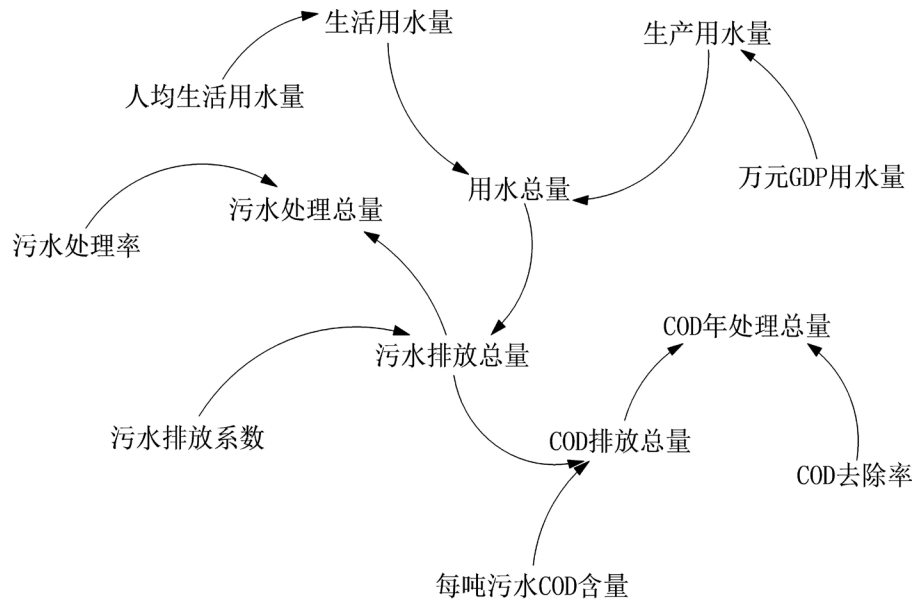 生活用水量
生产用水量
人均生活用水量
万元GDP用水量
用水总量
污水处理总量
污水处理率
COD年处理总量
污水排放总量
污水排放系数
COD排放总量
COD去除率
每吨污水COD含量